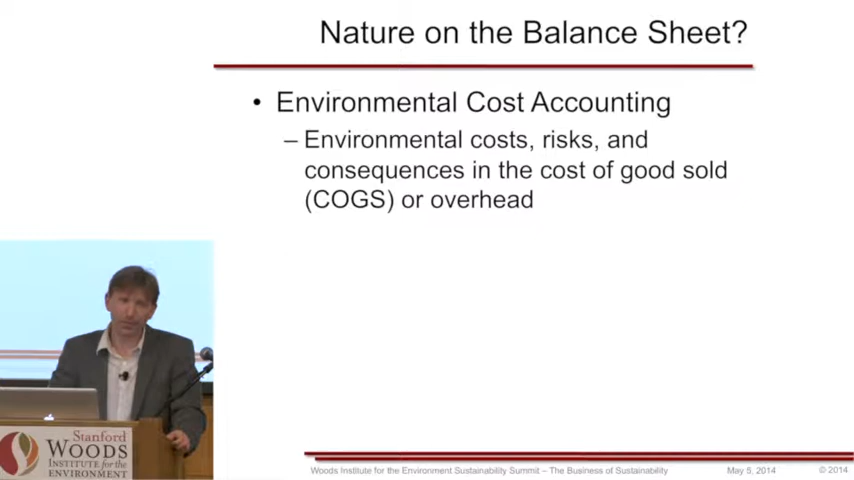 Nature on the Balance Sheet?
• Environmental Cost Accounting
– Environmental costs, risks, and
consequences in the cost of good sold
(COGS) or overhead
Stanford
WOODS
INSTITUTE for the
ENVIRONMENT
Woods Institute for the Environment Sustainability Summit – The Business of Sustainability May 5, 2014 © 2014